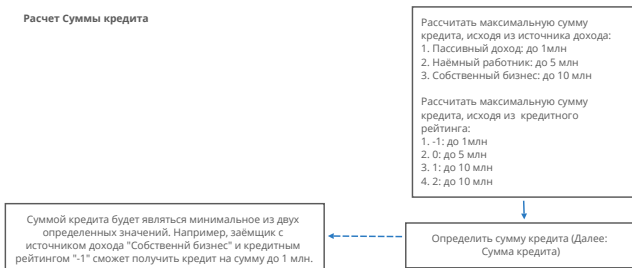 Расчет Суммы кредита
Рассчитать максимальную сумму
кредита, исходя из источника дохода:
1. Пассивный доход: до 1млн
2. Наёмный работник: до 5 млн
3. Собственный бизнес: до 10 млн
Рассчитать максимальную сумму
кредита, исходя из кредитного
рейтинга:
1. -1: до 1млн
2. 0: до 5 млн
3. 1: до 10 млн
4. 2: до 10 млн
Определить сумму кредита (Далее:
Сумма кредита)
Суммой кредита будет являться минимальное из двух
определенных значений. Например, заёмщик с
источником дохода "Собственнй бизнес" и кредитным
рейтингом "-1" сможет получить кредит на сумму до 1 млн.